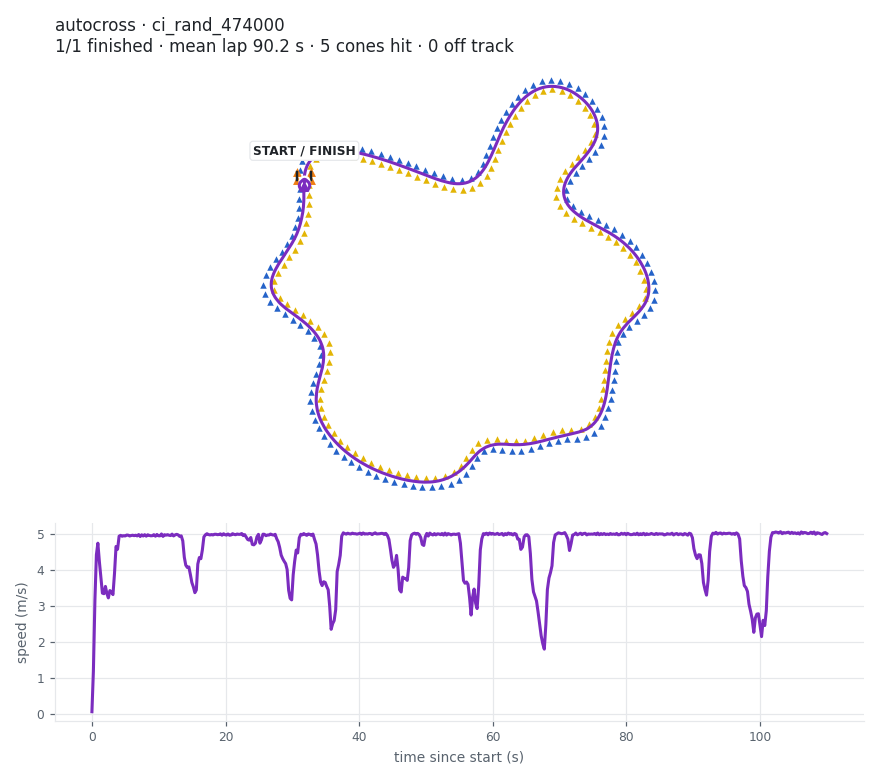 autocross · ci_rand_474000
1/1 finished · mean lap 90.2 s · 5 cones hit · 0 off track
START / FINISH
5
4
3
2
1
0
speed (m/s)
0 20 40 60 80 100
time since start (s)